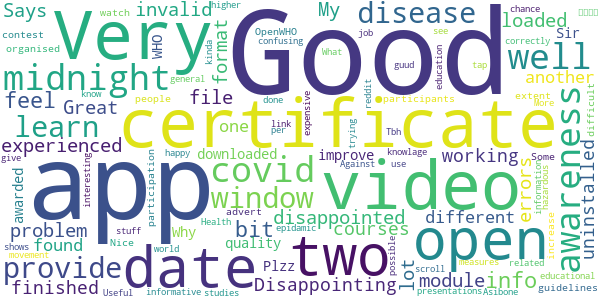 Says
invalid
My
disease
loaded
watch
WHO
OpenWHO
job
Sir
chance
higher
contest
organised
kinda
confusing
What
see
tap
correctly
Very
Good
well
midnight
format
guud
education
another
feel
Great
file
know
general
people
done
expensive
reddit
participants
extent
More
learn
one
certificate
link
per
trying
Tbh
knowlage
Some
difficult
experienced
downloaded
improve
working
give
interesting
happy
Against
use
awareness
uninstalled
app
covid
video
errors
information
hazardous
awarded
participation
window
disappointed
different
increase
problem
bit
advert
courses
possible
found
Why
Health
quality
open
provide
stuff
epidamic
two
lot
module
info
shows
Nice
world
Plzz
scroll
measures
related
educational
movement
date
Disappointing
guidelines
finished
Useful
informative
studies
presentations
Asibone